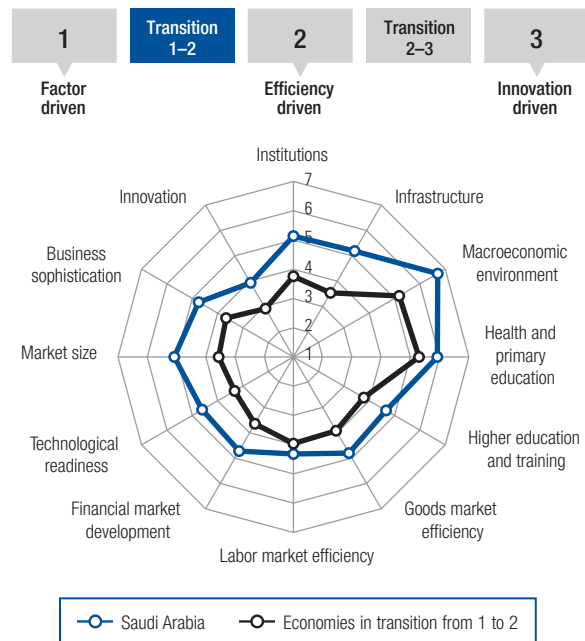 1
Transition
1–2
2
Transition
2–3
3
Factor
driven
Efficiency
driven
Innovation
driven
Institutions
Infrastructure
Macroeconomic
environment
Health and
primary
education
Higher education
and training
Goods market
efficiency
Labor market efficiency
Financial market
development
Technological
readiness
Market size
Business
sophistication
Innovation
7
6
5
4
3
2
1
Saudi Arabia
Economies in transition from 1 to 2